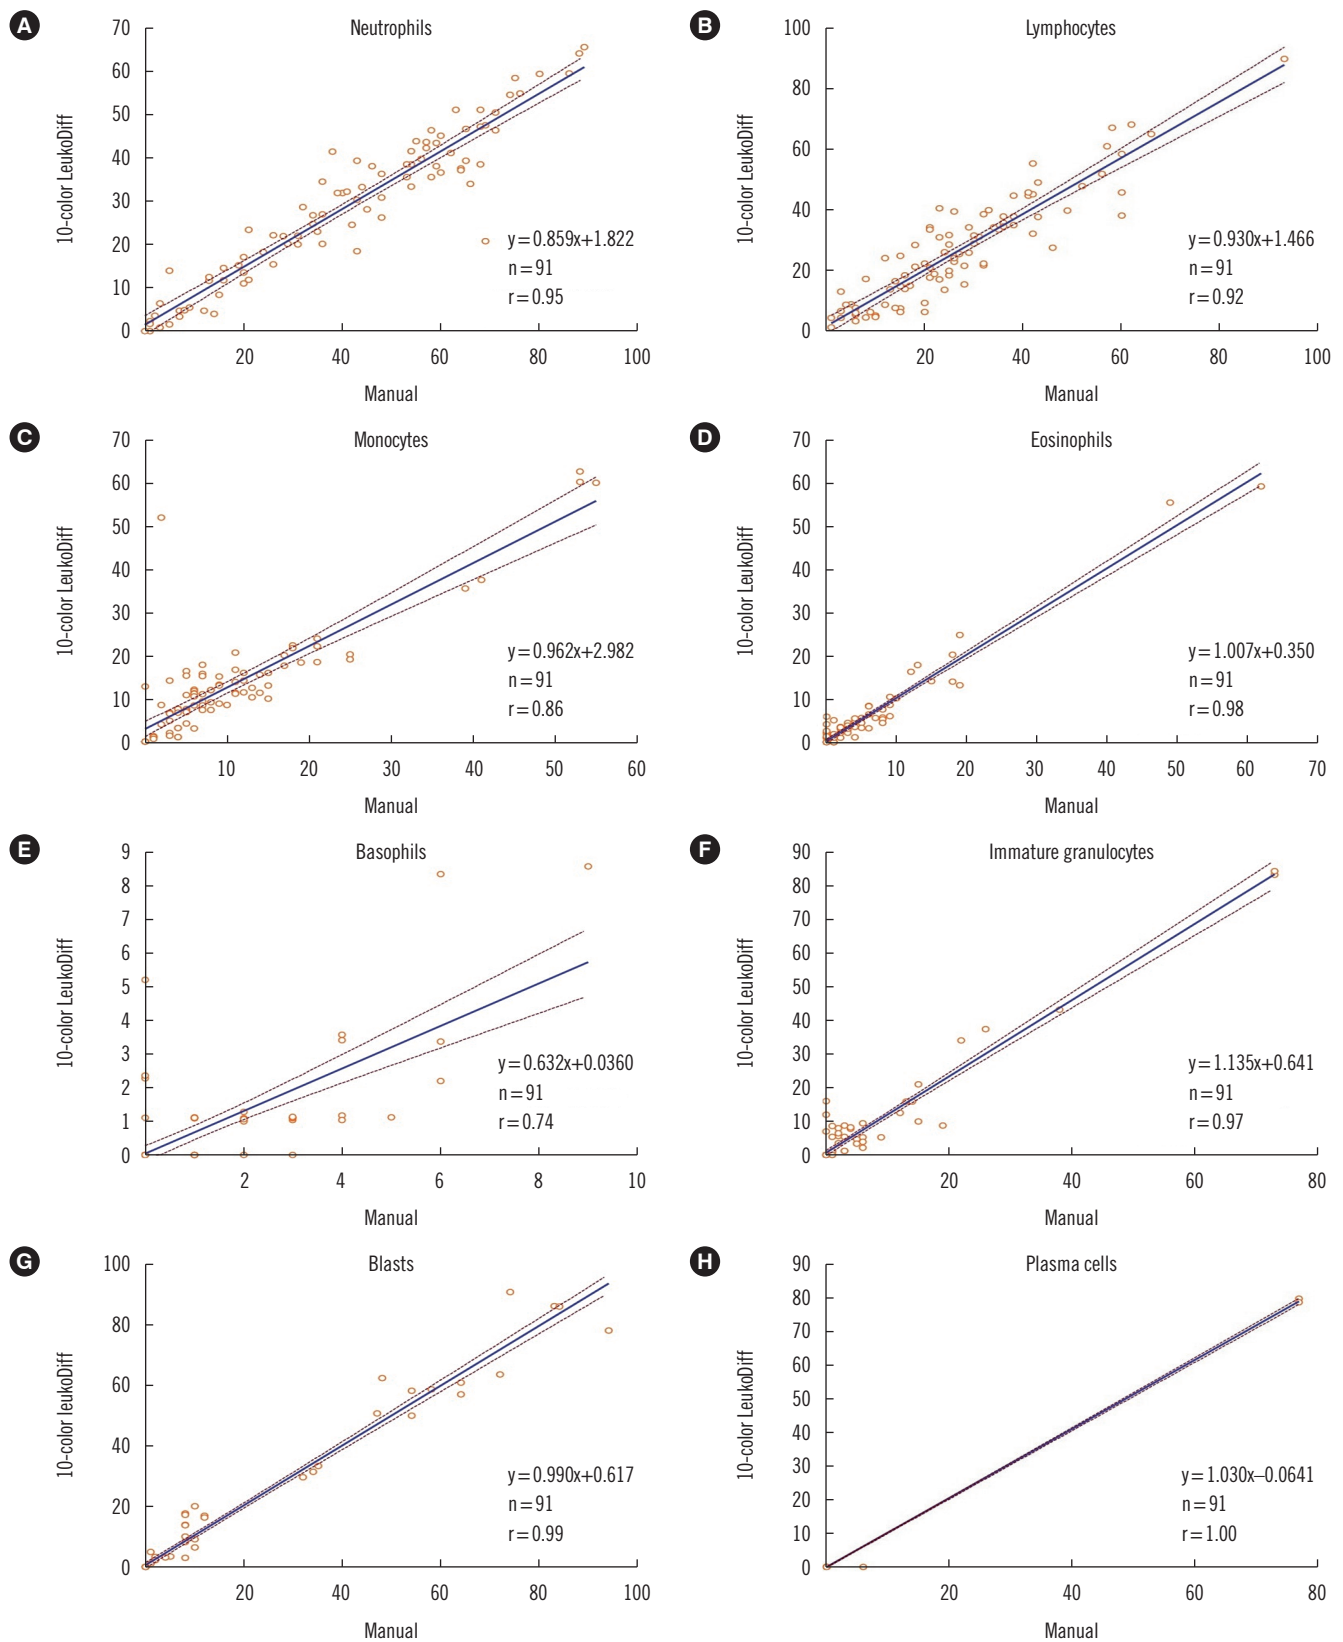 A
Neutrophils
70
60
50
40
30
20
10
0
10-color LeukoDiff
y=0.859x+1.822
n=91
r=0.95
20 40 60 80 100
Manual
B
Lymphocytes
100
80
60
40
20
0
10-color LeukoDiff
y=0.930x+1.466
n=91
r=0.92
20 40 60 80 100
Manual
C
Monocytes
70
60
50
40
30
20
10
0
10-color LeukoDiff
y=0.962x+2.982
n=91
r=0.86
10 20 30 40 50 60
Manual
D
Eosinophils
70
60
50
40
30
20
10
0
10-color LeukoDiff
y=1.007x+0.350
n=91
r=0.98
10 20 30 40 50 60 70
Manual
E
Basophils
9
8
7
6
5
4
3
2
1
0
10-color LeukoDiff
y=0.632x+0.0360
n=91
r=0.74
2 4 6 8 10
Manual
F
Immature granulocytes
90
80
70
60
50
40
30
20
10
0
10-color LeukoDiff
y=1.135x+0.641
n=91
r=0.97
20 40 60 80
Manual
G
Blasts
100
80
60
40
20
0
10-color leukoDiff
y=0.990x+0.617
n=91
r=0.99
20 40 60 80 100
Manual
H
Plasma cells
90
80
70
60
50
40
30
20
10
0
10-color LeukoDiff
y=1.030x–0.0641
n=91
r=1.00
20 40 60 80
Manual